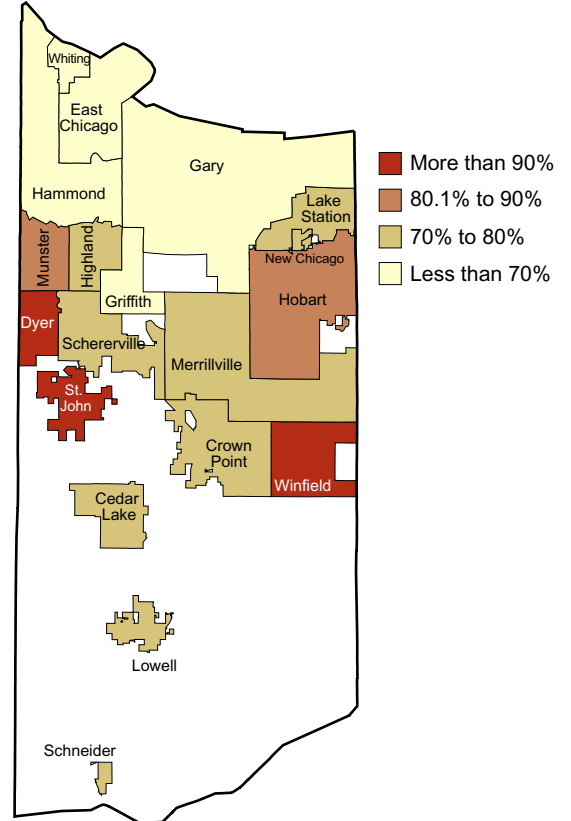 Whiting
East
Chicago
Gary
Hammond
Lake
Station
Munster
Highland
New Chicago
Griffith
Hobart
Dyer
Schererville
Merrillville
St.
John
Crown
Point
Winfield
Cedar
Lake
Lowell
Schneider
More than 90%
80.1% to 90%
70% to 80%
Less than 70%